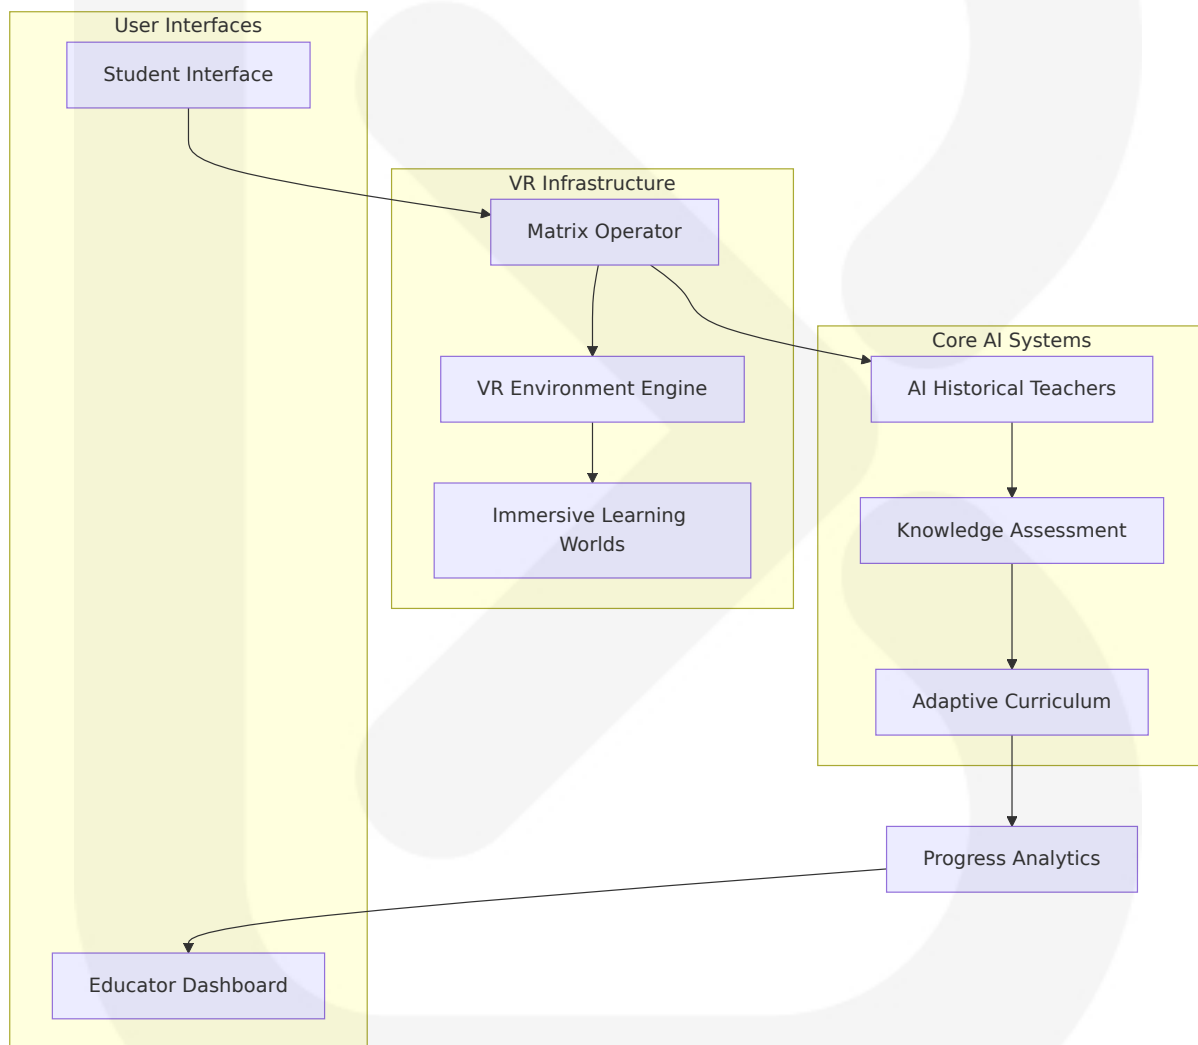 User Interfaces
Student Interface
VR Infrastructure
Matrix Operator
Core AI Systems
VR Environment Engine
AI Historical Teachers
Immersive Learning
Worlds
Knowledge Assessment
Adaptive Curriculum
Progress Analytics
Educator Dashboard